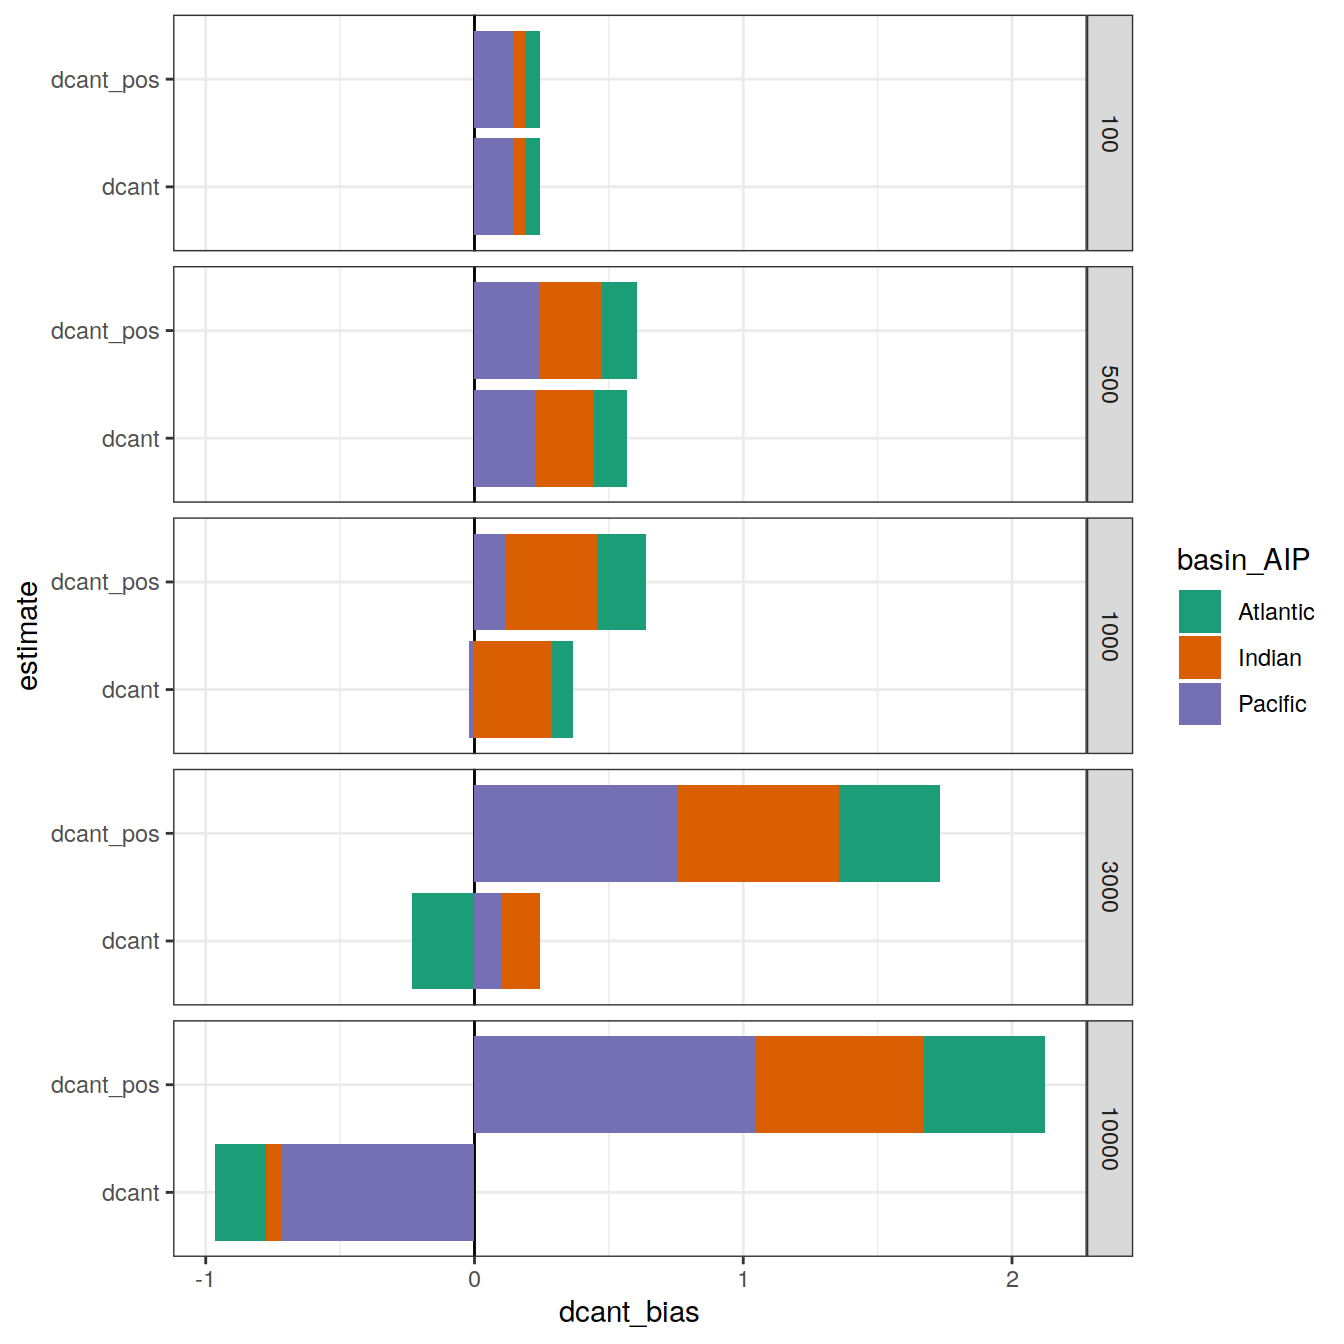 dcant_pos
dcant
100
dcant_pos
dcant
500
dcant_pos
dcant
1000
dcant_pos
dcant
3000
dcant_pos
dcant
10000
estimate
-1
0
1
2
dcant_bias
basin_AIP
Atlantic
Indian
Pacific